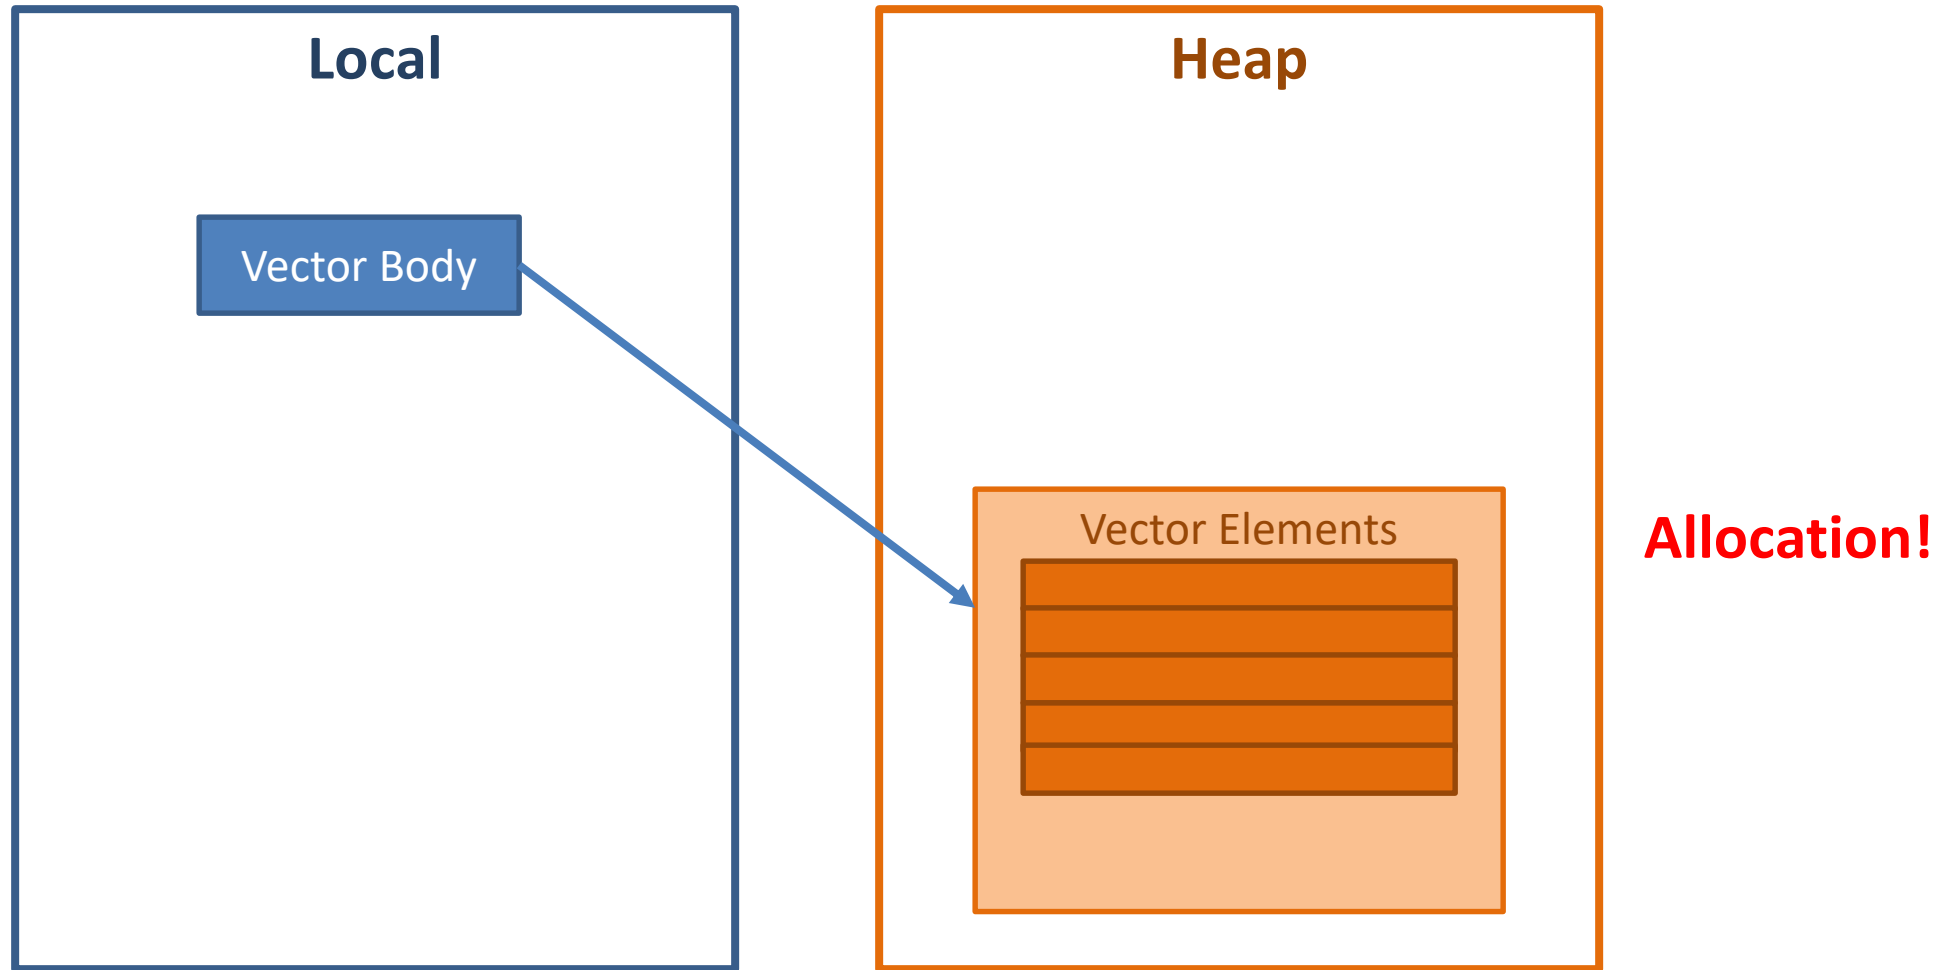 Local
Heap
Vector Body
Vector Elements
Allocation!